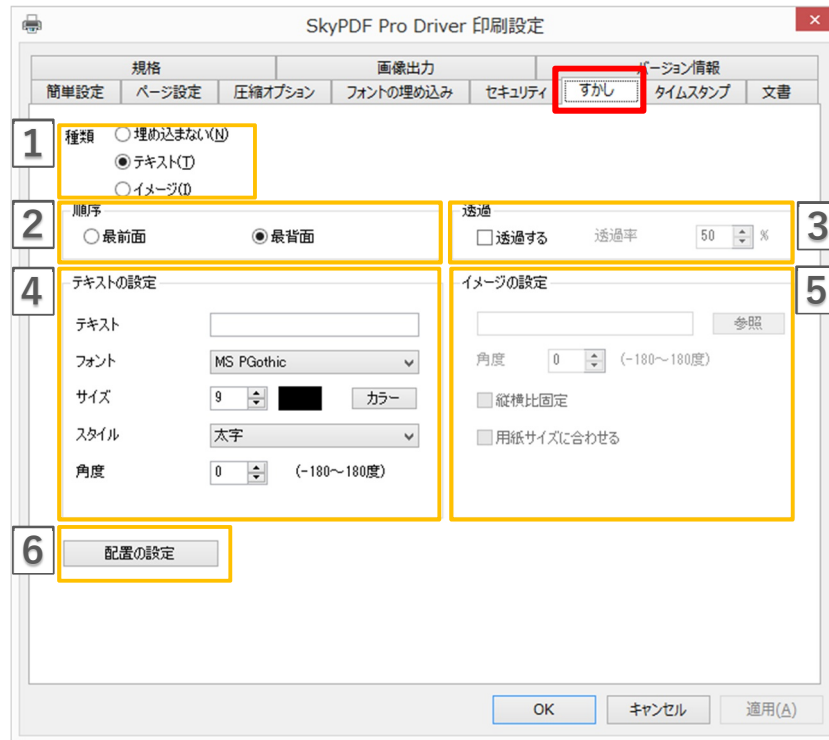 SkyPDF Pro Driver 印刷設定
規格 画像出力 バージョン情報
簡単設定 ページ設定 圧縮オプション フォントの埋め込み セキュリティ すかし タイムスタンプ 文書
1 種類 埋め込まない(N)
テキスト(T)
イメージ(I)
2 順序
最前面 最背面
透過 3
透過する 透過率 50 %
4 テキストの設定
テキスト
フォント MS PGothic
サイズ 9 カラー
スタイル 太字
角度 0 (-180～180度)
イメージの設定 5
参照
角度 0 (-180～180度)
縦横比固定
用紙サイズに合わせる
6 配置の設定
OK キャンセル 適用(A)